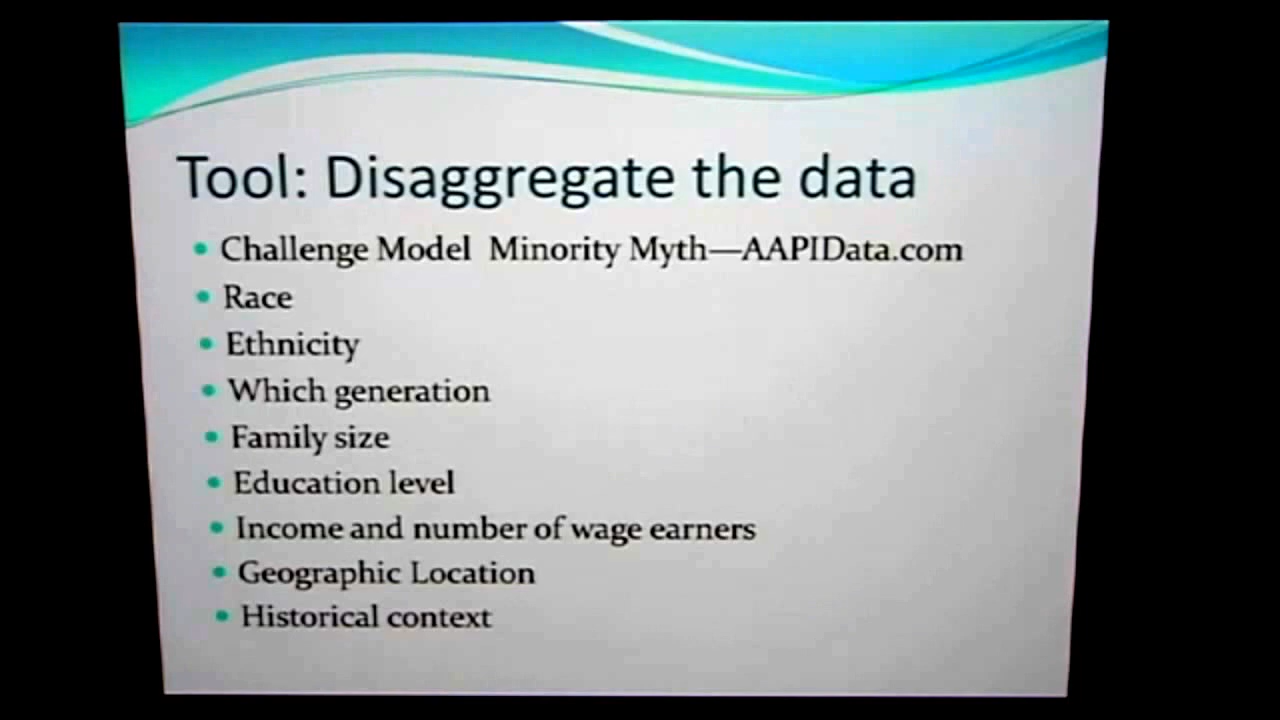 Tool: Disaggregate the data
• Challenge Model  Minority Myth—AAPIData.com
• Race
• Ethnicity
• Which generation
• Family size
• Education level
• Income and number of wage earners
• Geographic Location
• Historical context